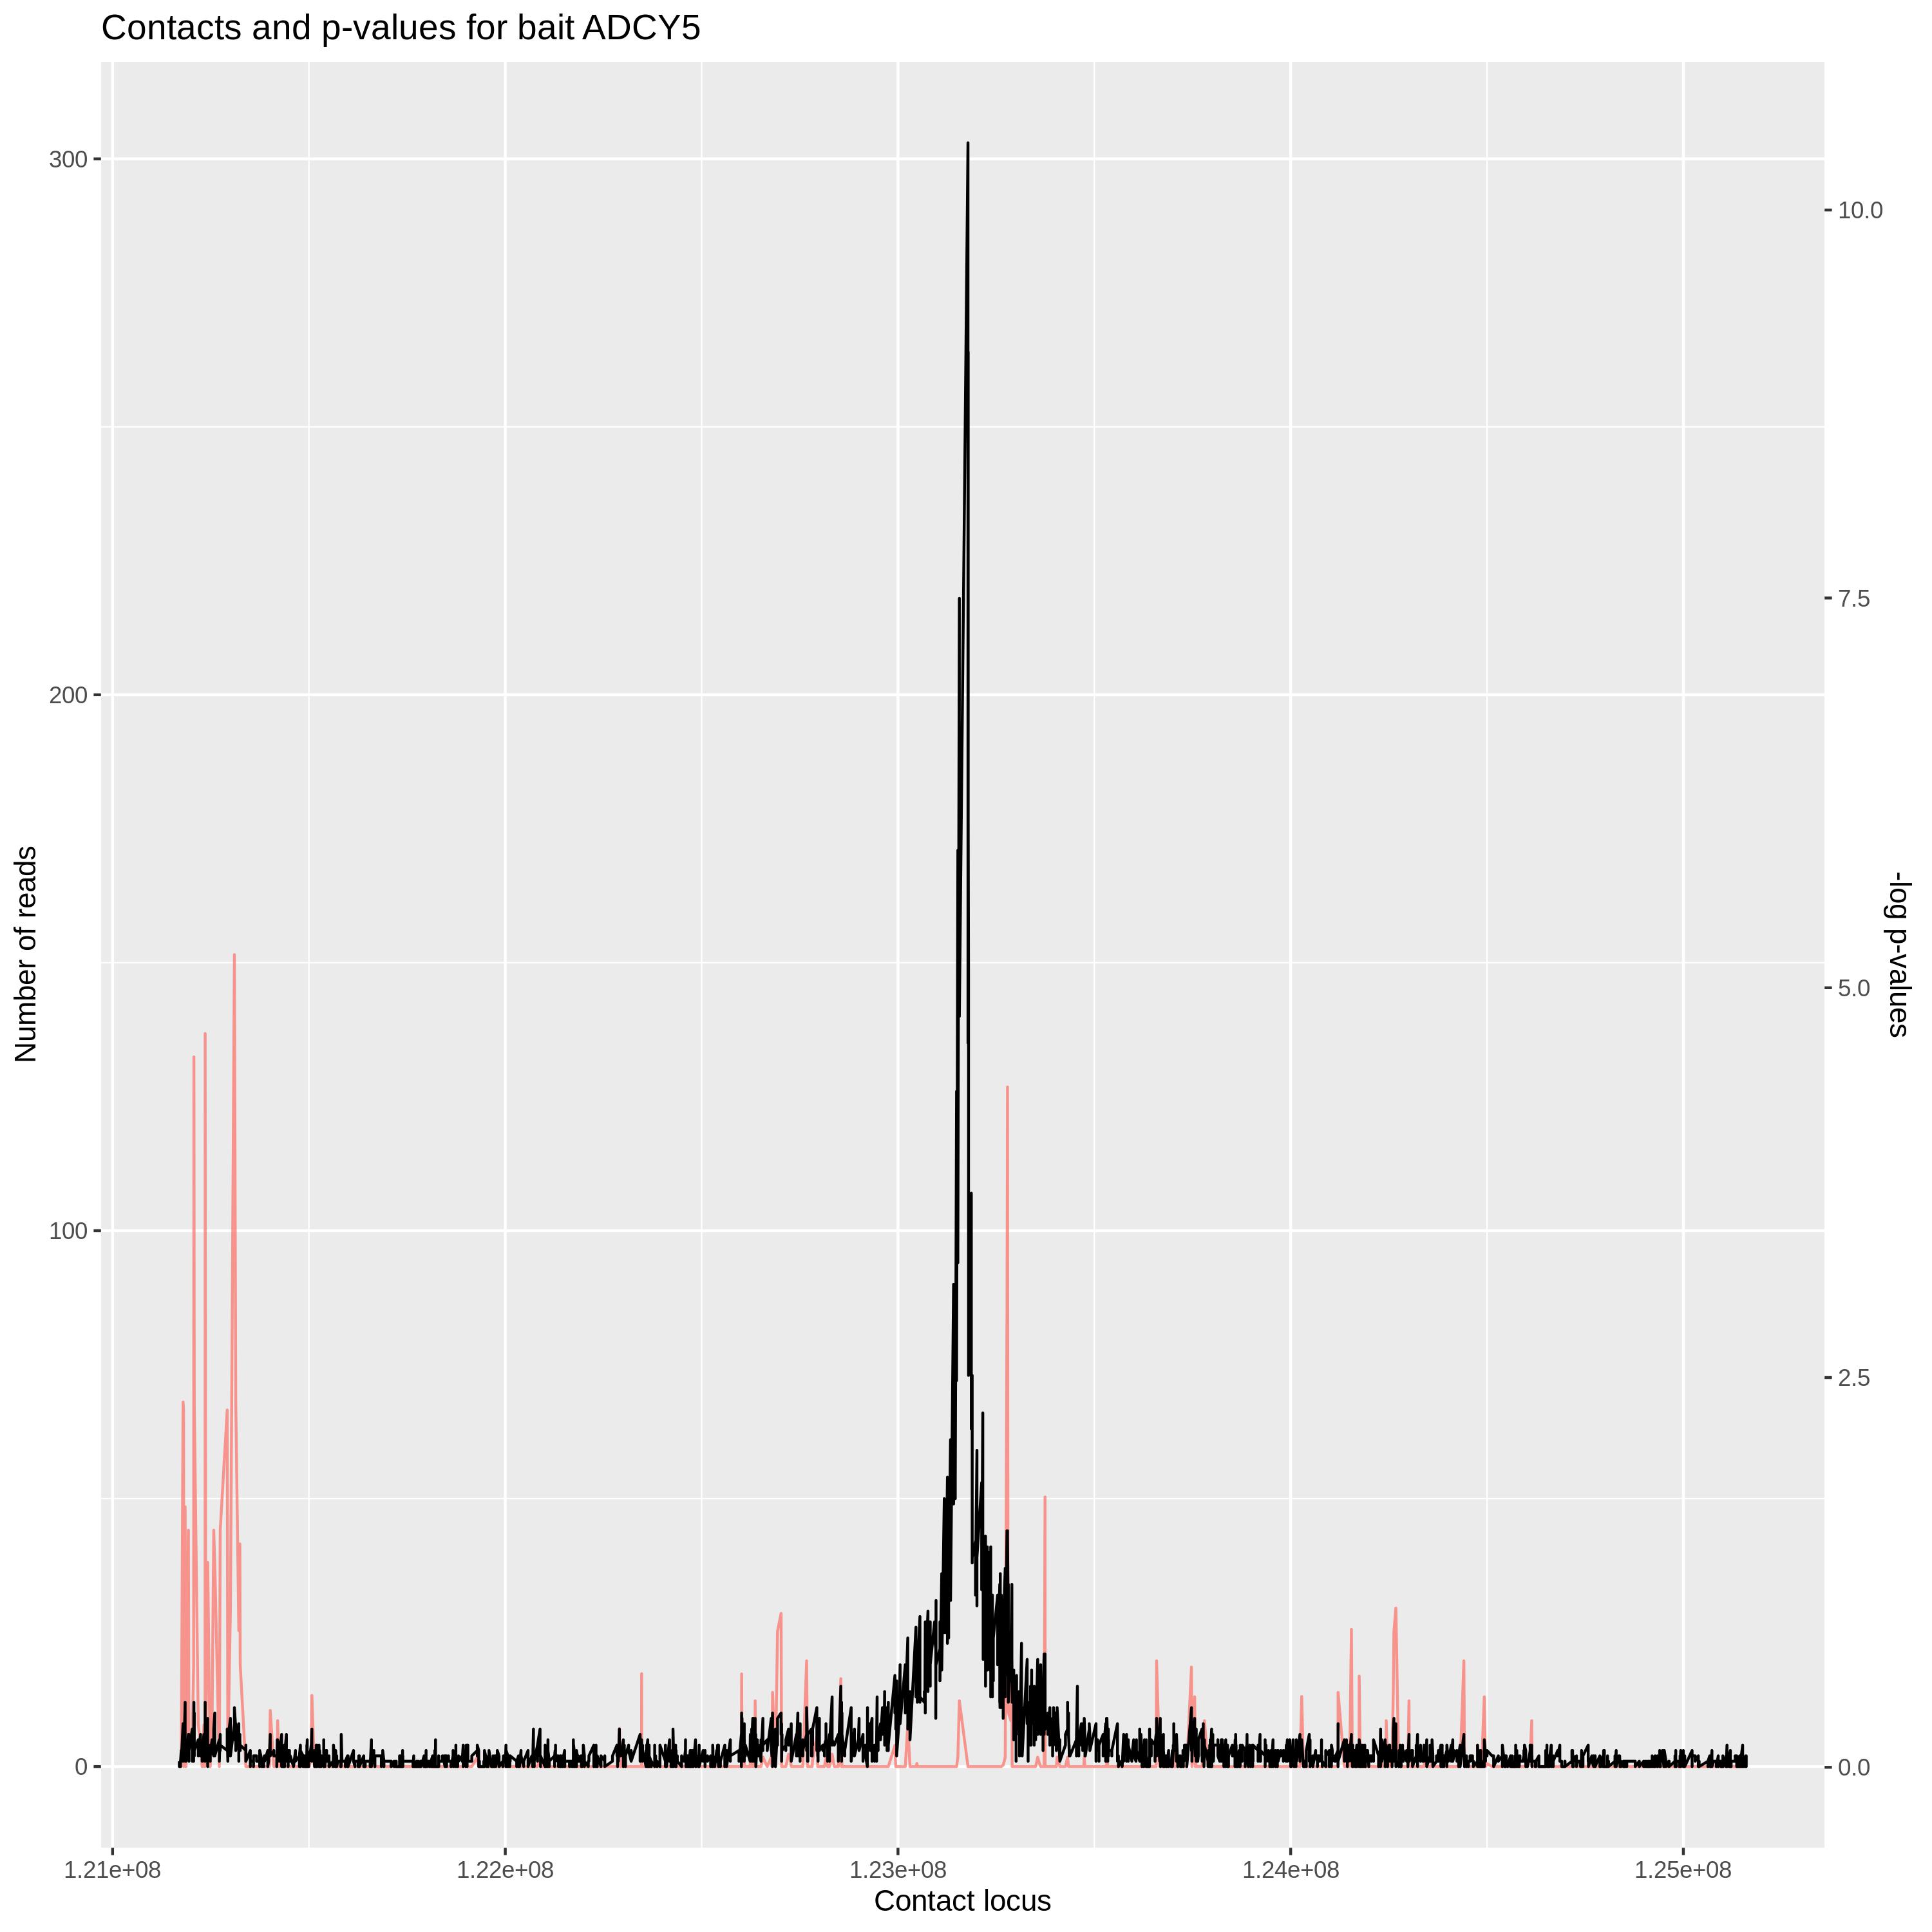 Contacts and p-values for bait ADCY5
300
200
100
0
Number of reads
10.0
7.5
5.0
2.5
0.0
-log p-values
1.21e+08 1.22e+08 1.23e+08 1.24e+08 1.25e+08
Contact locus